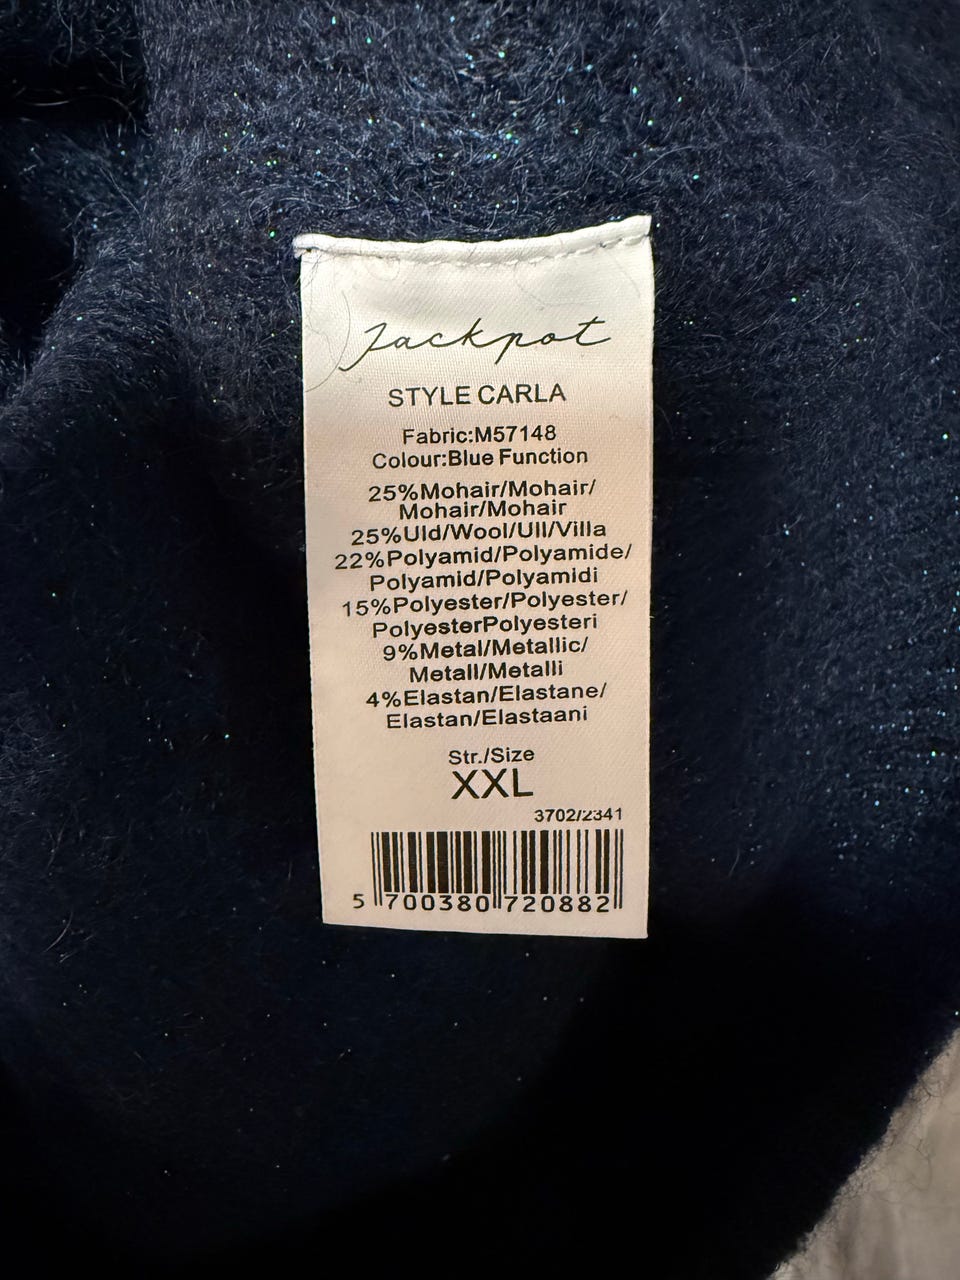 Jackpot
STYLE CARLA
Fabric:M57148
Colour:Blue Function
25%Mohair/Mohair/
Mohair/Mohair
25%Uld/Wool/Ull/Villa
22%Polyamid/Polyamide/
Polyamid/Polyamidi
15%Polyester/Polyester/
PolyesterPolyesteri
9%Metal/Metallic/
Metall/Metalli
4%Elastan/Elastane/
Elastan/Elastaani
Str./Size
XXL
3702/2341
5 700380 720882